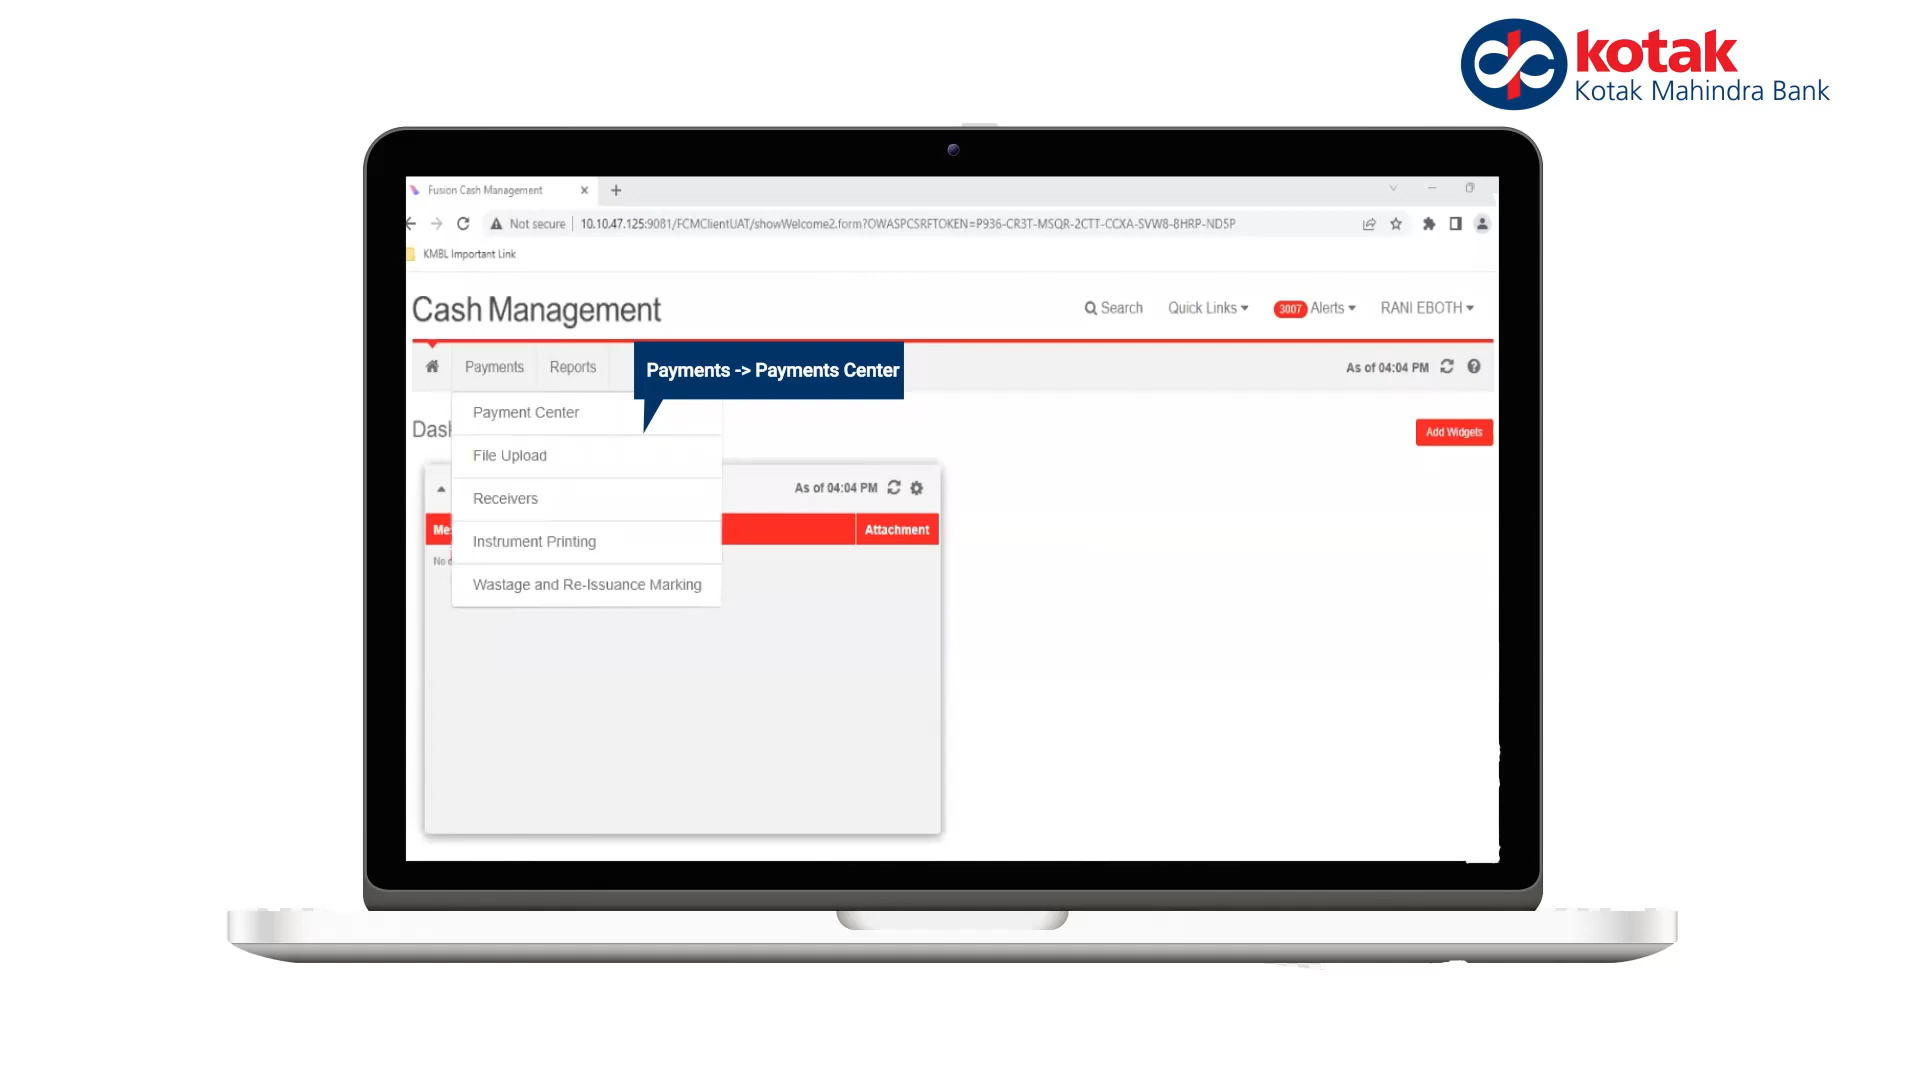 kotak
Kotak Mahindra Bank
Fusion Cash Management
Not secure 10.10.47.125:9081/FCMClientUAT/showWelcome2.form?OWASPCSRFTOKEN=P936-CR3T-MSQR-2CTT-CCXA-SVW8-8HRP-ND5P
KMBL Important Link
Cash Management Search Quick Links 3007 Alerts RANI EBOTH
Payments Reports Payments -> Payments Center As of 04:04 PM
Payment Center
Das Add Widgets
File Upload
As of 04:04 PM
Receivers
Me Attachment
Instrument Printing
No d
Wastage and Re-Issuance Marking